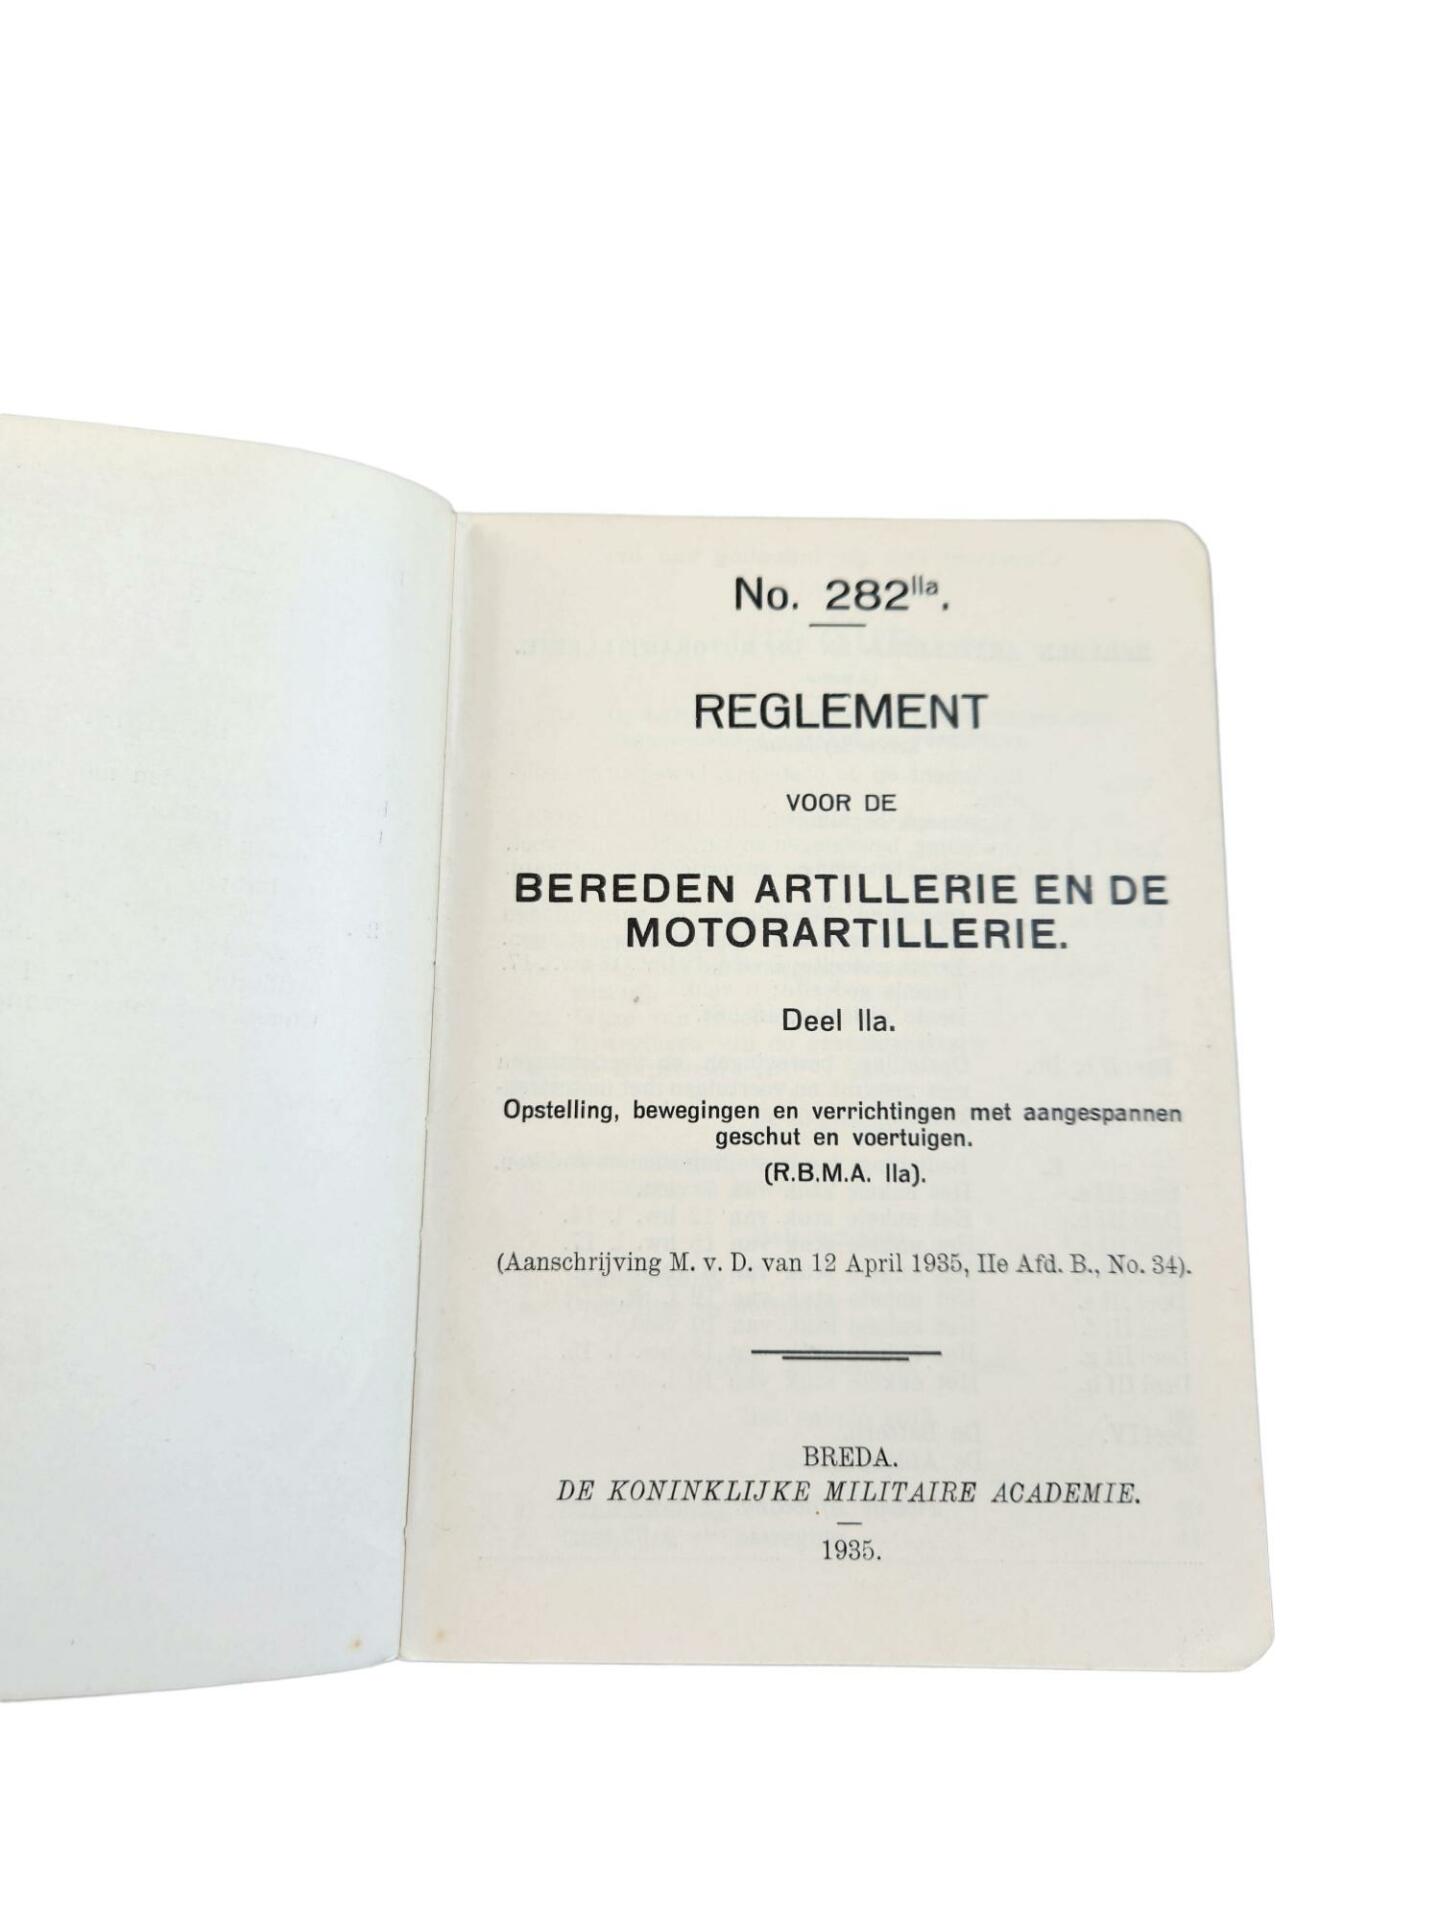 No. 282IIa.
REGLEMENT
VOOR DE
BEREDEN ARTILLERIE EN DE
MOTORARTILLERIE.
Deel IIa.
Opstelling, bewegingen en verrichtingen met aangespannen
geschut en voertuigen.
(R.B.M.A. IIa).
(Aanschrijving M. v. D. van 12 April 1935, IIe Afd. B., No. 34).
BREDA.
DE KONINKLIJKE MILITAIRE ACADEMIE.
1935.